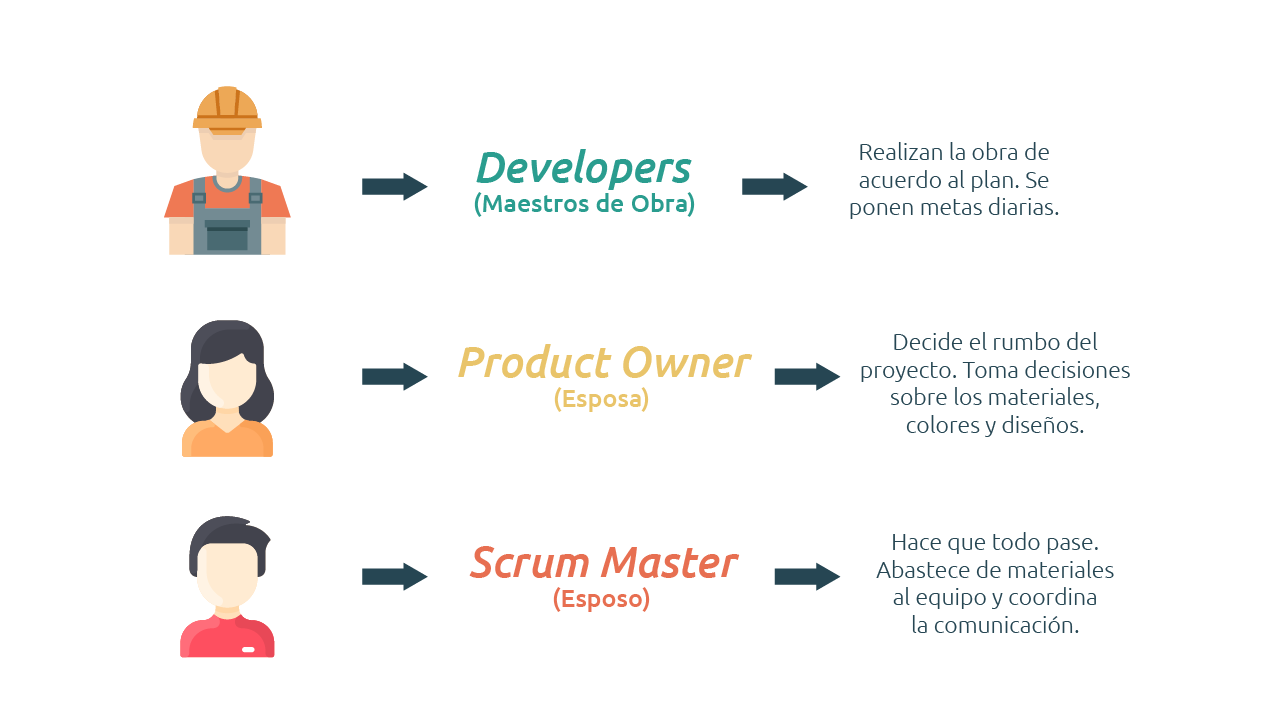 Developers
(Maestros de Obra)
Realizan la obra de
acuerdo al plan. Se
ponen metas diarias.
Product Owner
(Esposa)
Decide el rumbo del
proyecto. Toma decisiones
sobre los materiales,
colores y diseños.
Scrum Master
(Esposo)
Hace que todo pase.
Abastece de materiales
al equipo y coordina
la comunicación.